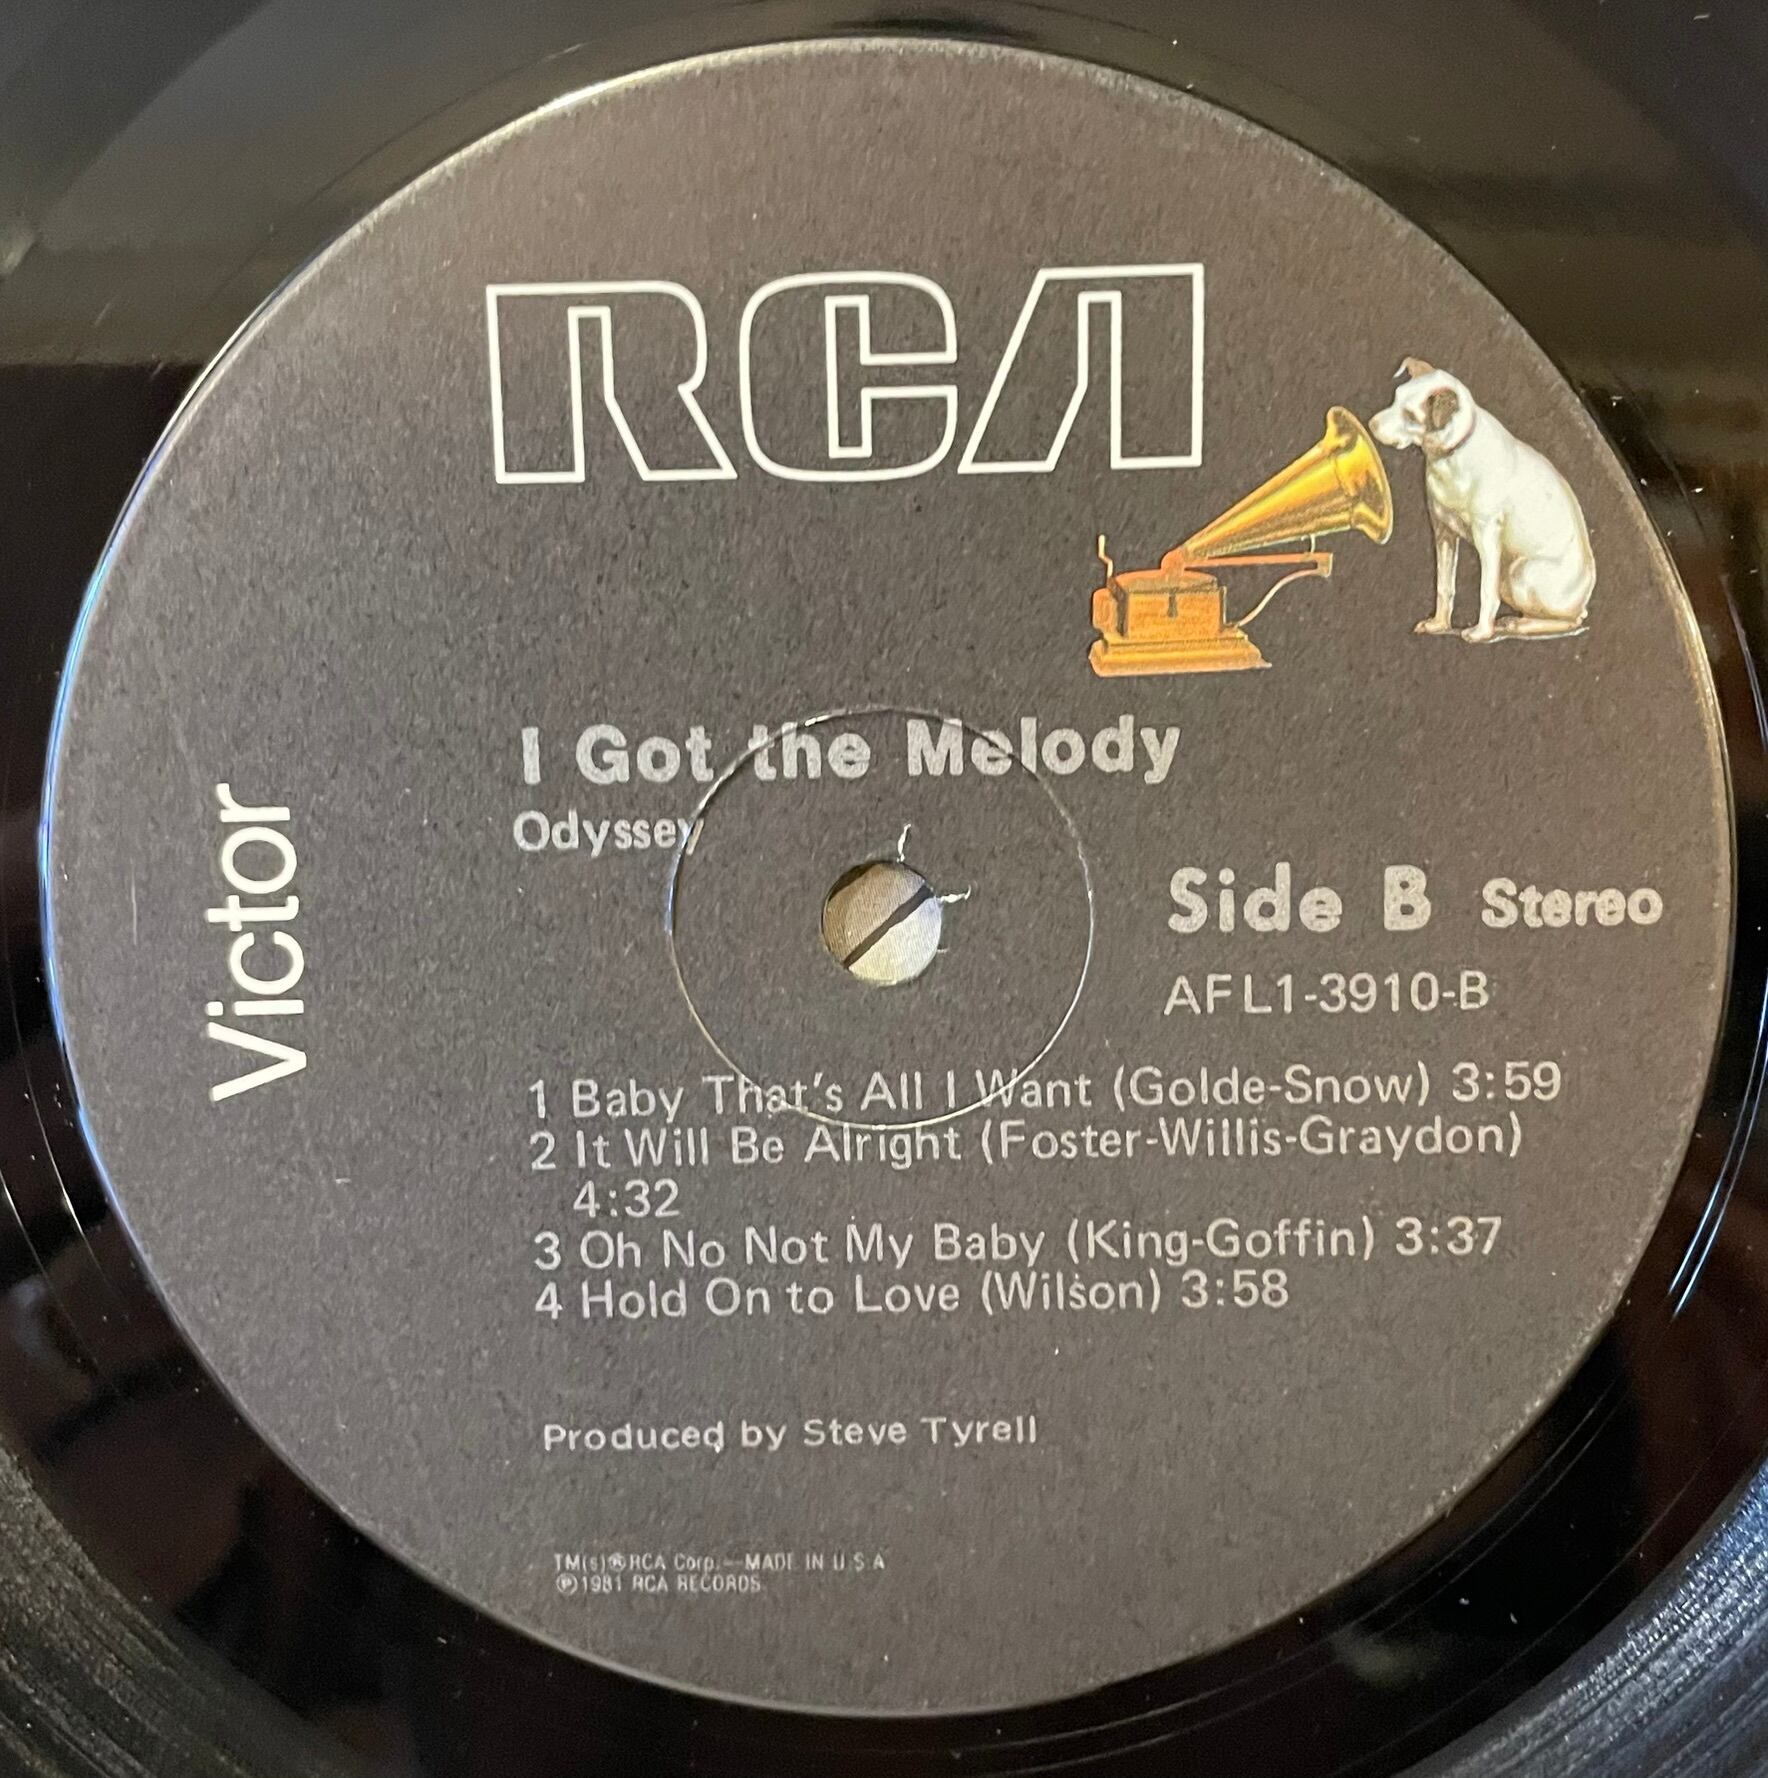 RCA
Victor
I Got the Melody
Odyssey
Side B Stereo
AFL1-3910-B
1 Baby That's All I Want (Golde-Snow) 3:59
2 It Will Be Alright (Foster-Willis-Graydon)
4:32
3 Oh No Not My Baby (King-Goffin) 3:37
4 Hold On to Love (Wilson) 3:58
Produced by Steve Tyrell
TM(s)®RCA Corp.—MADE IN U.S.A
℗1981 RCA RECORDS